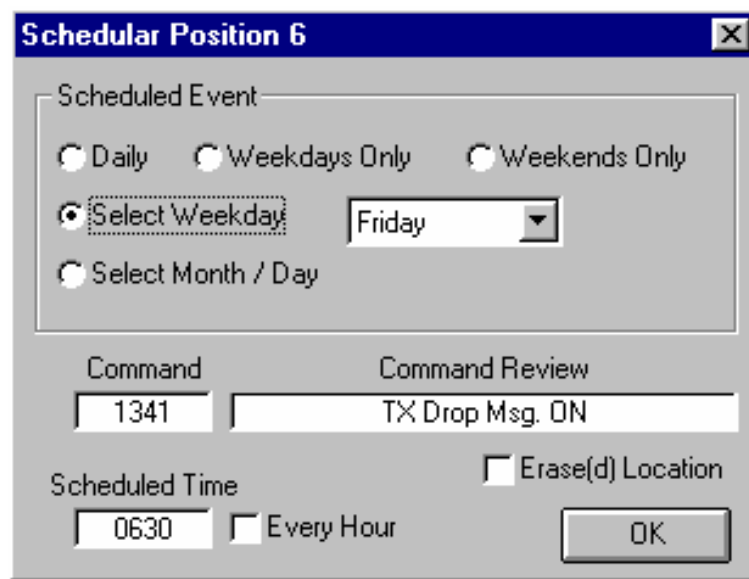 Schedular Position 6
Scheduled Event
Daily Weekdays Only Weekends Only
Select Weekday Friday
Select Month / Day
Command Command Review
1341 TX Drop Msg. ON
Erase(d) Location
Scheduled Time
0630 Every Hour OK